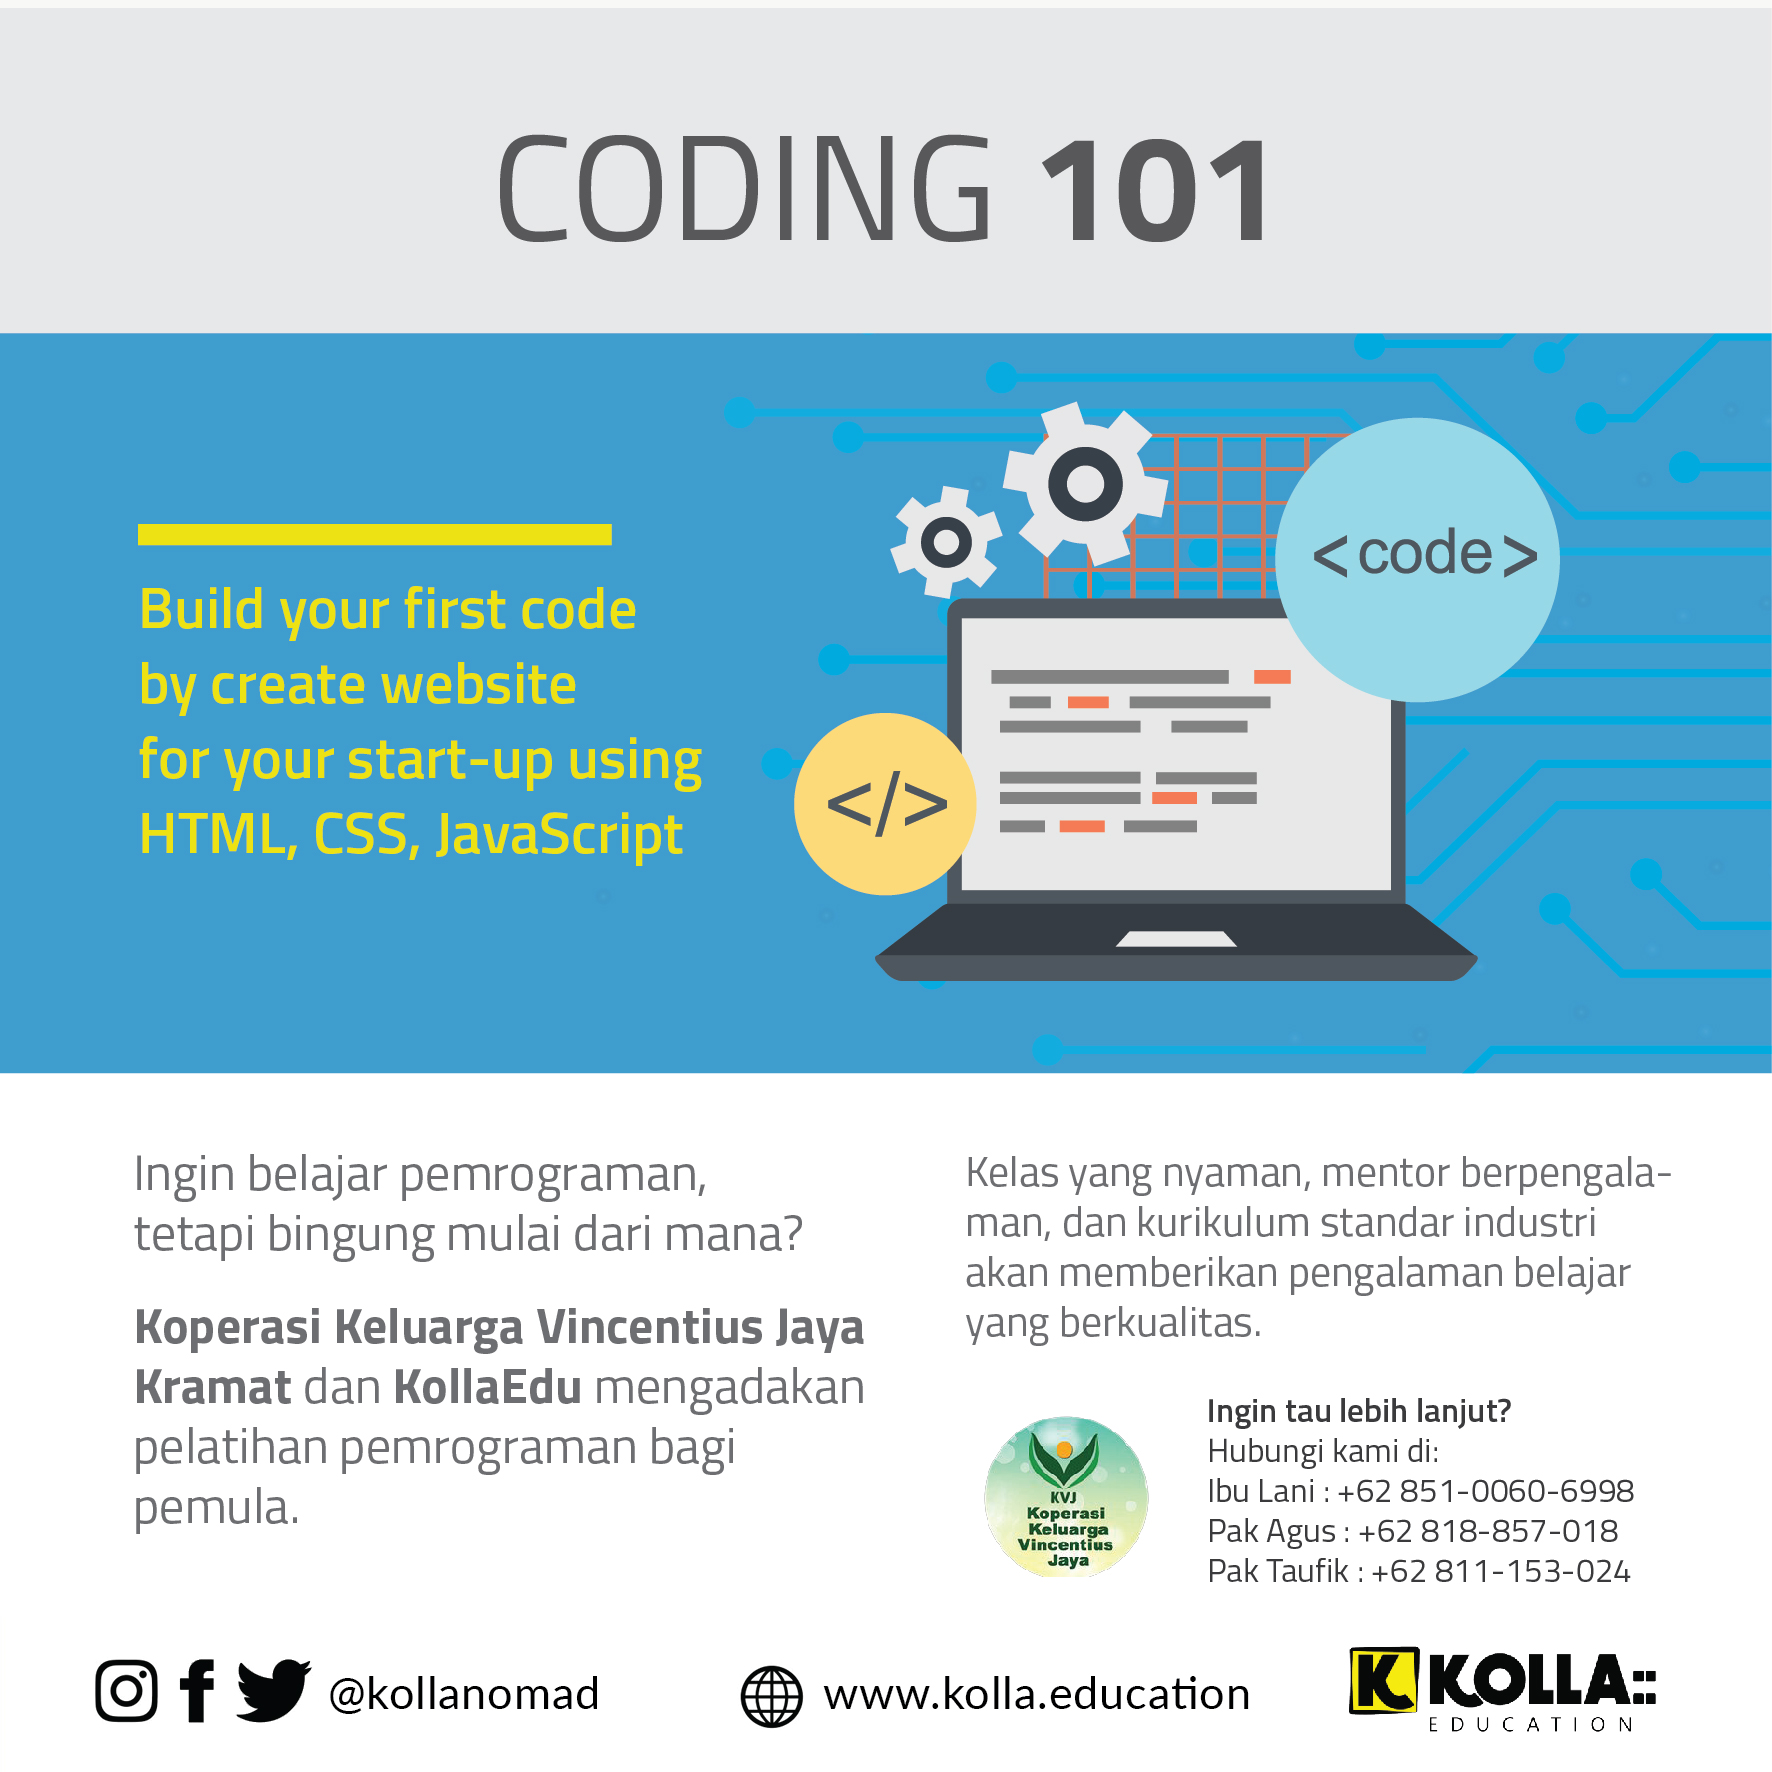 CODING 101
Build your first code
by create website
for your start-up using
HTML, CSS, JavaScript
<code>
</>
Ingin belajar pemrograman,
tetapi bingung mulai dari mana?
Koperasi Keluarga Vincentius Jaya
Kramat dan KollaEdu mengadakan
pelatihan pemrograman bagi
pemula.
Kelas yang nyaman, mentor berpengala-
man, dan kurikulum standar industri
akan memberikan pengalaman belajar
yang berkualitas.
KVJ
Koperasi
Keluarga
Vincentius
Jaya
Ingin tau lebih lanjut?
Hubungi kami di:
Ibu Lani : +62 851-0060-6998
Pak Agus : +62 818-857-018
Pak Taufik : +62 811-153-024
@kollanomad
www.kolla.education
K KOLLA::
EDUCATION